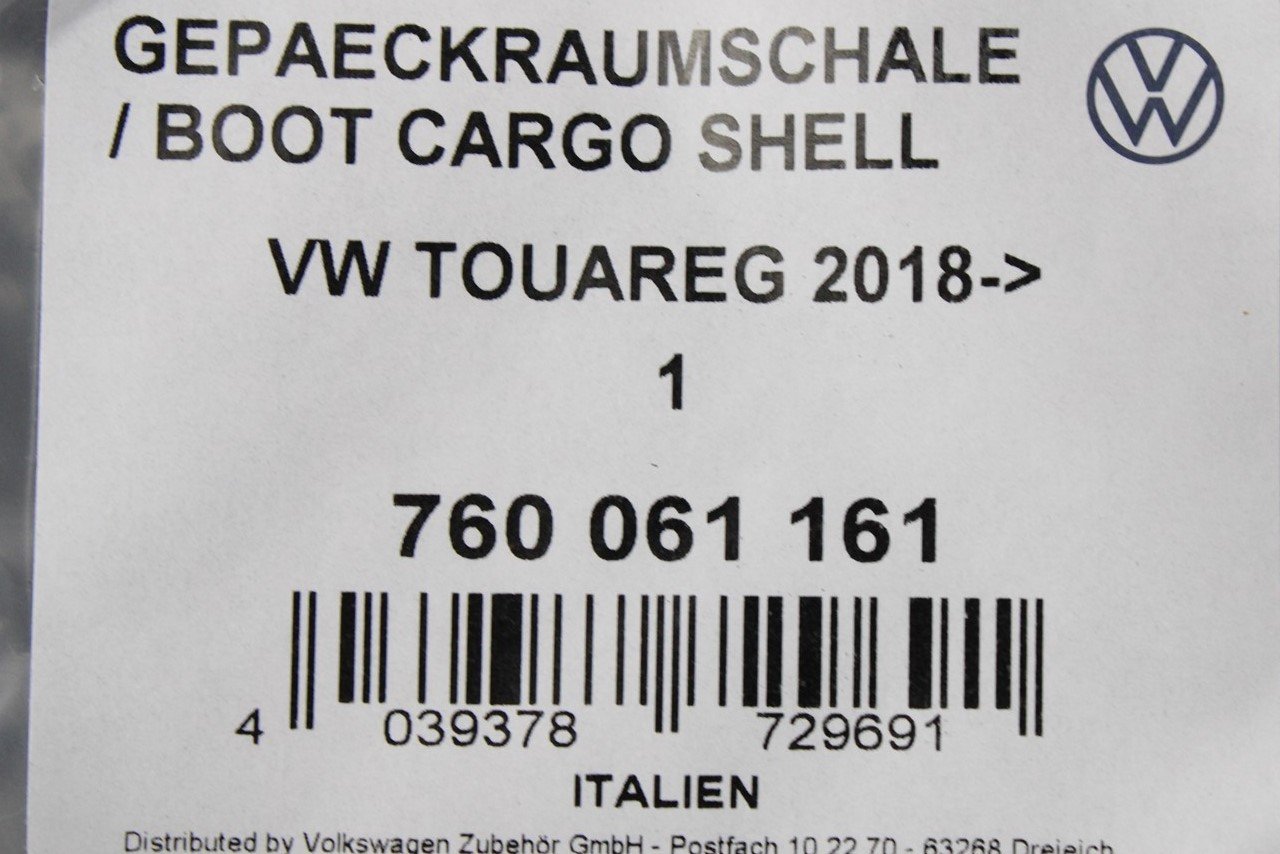 GEPAECKRAUMSCHALE
/ BOOT CARGO SHELL
VW TOUAREG 2018->
1
760 061 161
4 039378 729691
ITALIEN
Distributed by Volkswagen Zubehör GmbH - Postfach 10 22 70 - 63268 Dreieich